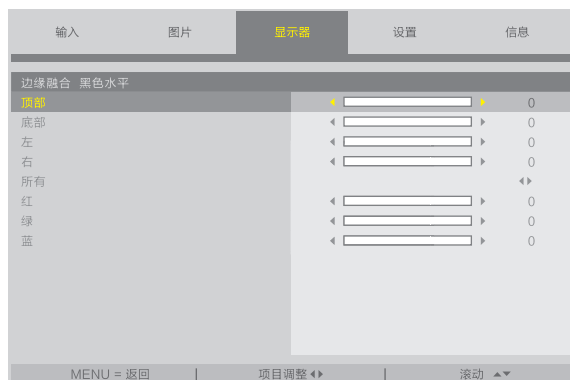 输入 图片 显示器 设置 信息
边缘融合 黑色水平
顶部 0
底部 0
左 0
右 0
所有
红 0
绿 0
蓝 0
MENU = 返回 | 项目调整 | 滚动